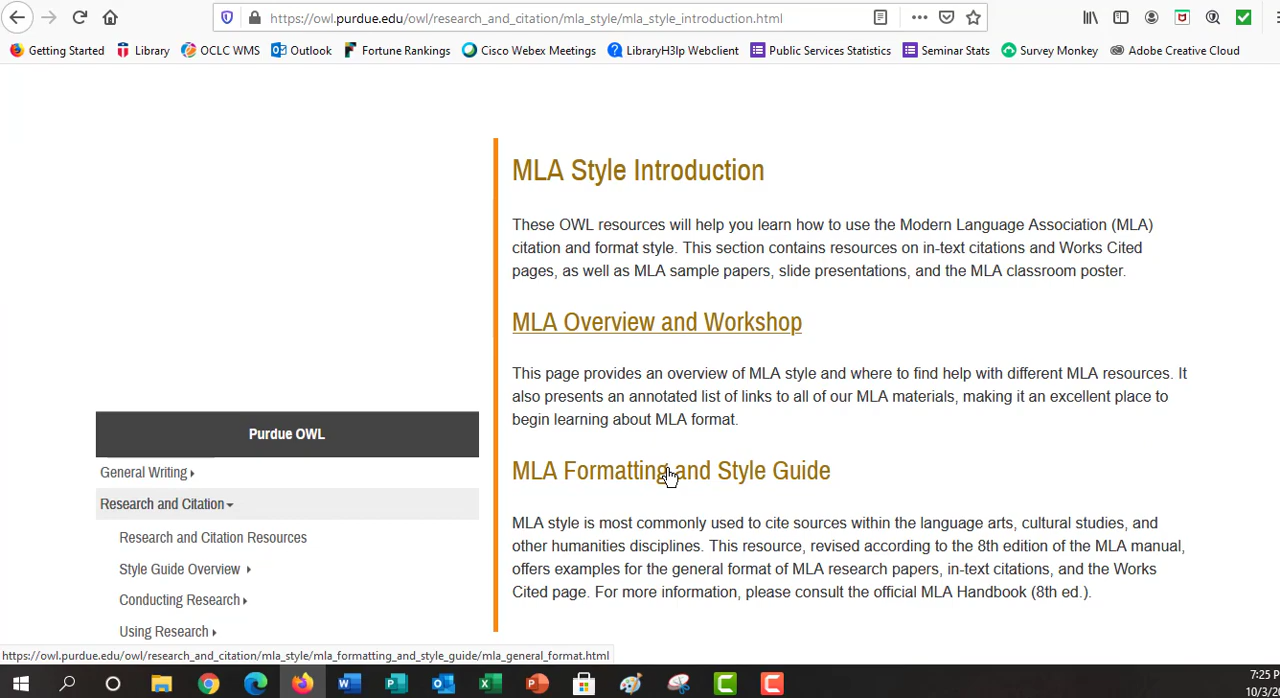 https://owl.purdue.edu/owl/research_and_citation/mla_style/mla_style_introduction.html
Getting Started Library OCLC WMS Outlook Fortune Rankings Cisco Webex Meetings LibraryH3lp Webclient Public Services Statistics Seminar Stats Survey Monkey Adobe Creative Cloud
MLA Style Introduction
These OWL resources will help you learn how to use the Modern Language Association (MLA)
citation and format style. This section contains resources on in-text citations and Works Cited
pages, as well as MLA sample papers, slide presentations, and the MLA classroom poster.
MLA Overview and Workshop
This page provides an overview of MLA style and where to find help with different MLA resources. It
also presents an annotated list of links to all of our MLA materials, making it an excellent place to
begin learning about MLA format.
MLA Formatting and Style Guide
MLA style is most commonly used to cite sources within the language arts, cultural studies, and
other humanities disciplines. This resource, revised according to the 8th edition of the MLA manual,
offers examples for the general format of MLA research papers, in-text citations, and the Works
Cited page. For more information, please consult the official MLA Handbook (8th ed.).
Purdue OWL
General Writing
Research and Citation
Research and Citation Resources
Style Guide Overview
Conducting Research
Using Research
https://owl.purdue.edu/owl/research_and_citation/mla_style/mla_formatting_and_style_guide/mla_general_format.html
7:25 P
10/3/2